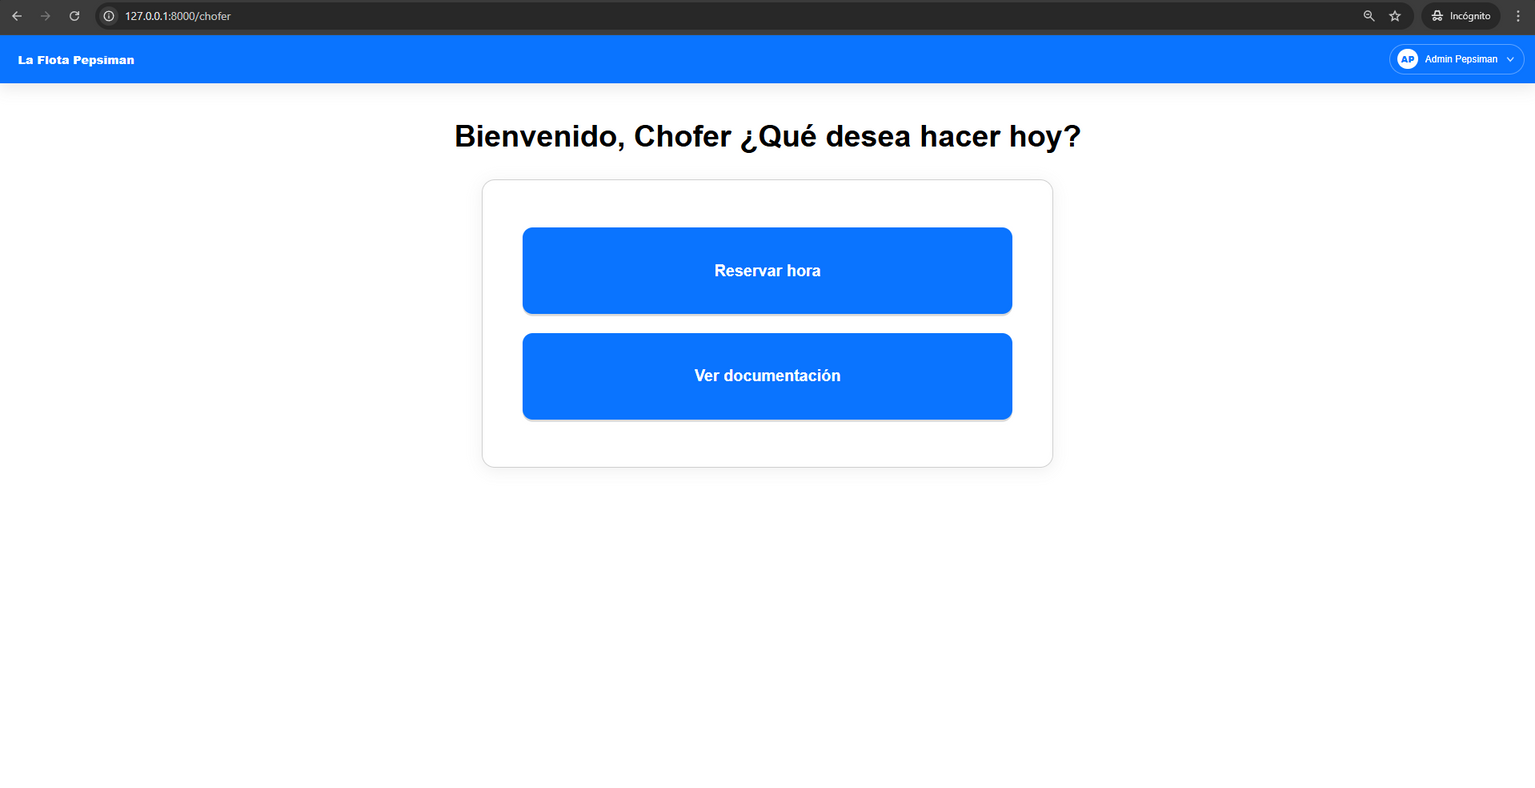 127.0.0.1:8000/chofer
Incógnito
La Flota Pepsiman
AP Admin Pepsiman
Bienvenido, Chofer ¿Qué desea hacer hoy?
Reservar hora
Ver documentación